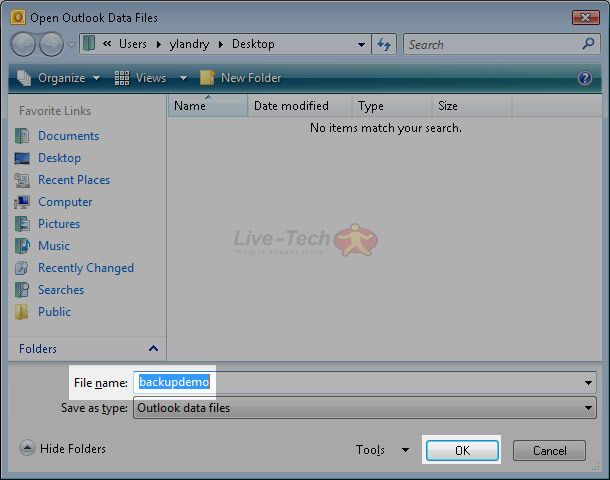 Open Outlook Data Files
« Users ▸ ylandry ▸ Desktop
Search
Organize
Views
New Folder
Favorite Links
Documents
Desktop
Recent Places
Computer
Pictures
Music
Recently Changed
Searches
Public
Folders
Name
Date modified
Type
Size
No items match your search.
Live-Tech
"Help is already there"
File name: backupdemo
Save as type: Outlook data files
Hide Folders
Tools
OK
Cancel